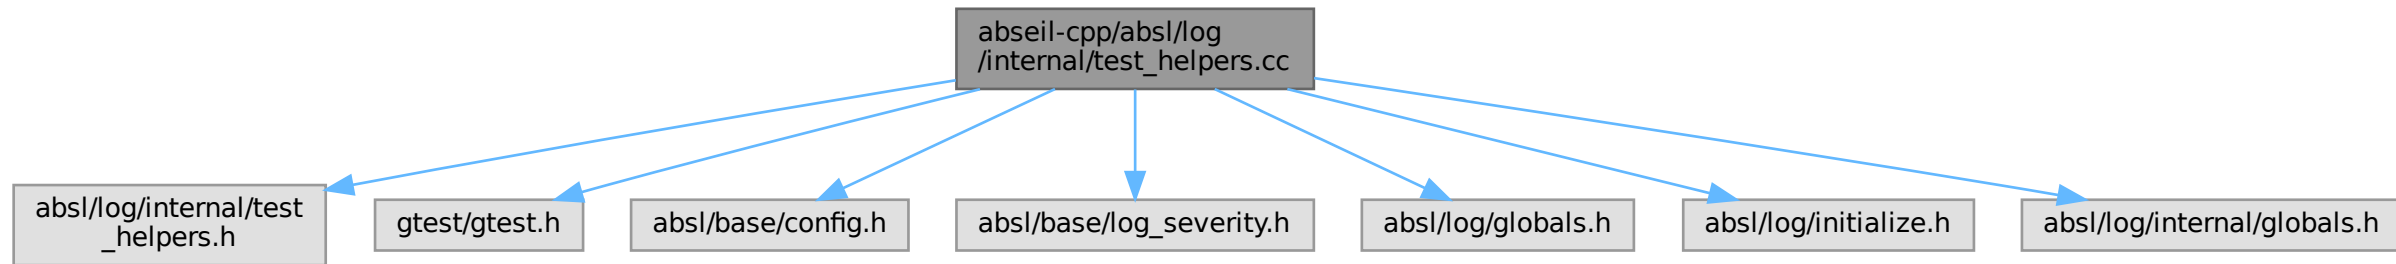 abseil-cpp/absl/log
/internal/test_helpers.cc
absl/log/internal/test
_helpers.h
gtest/gtest.h
absl/base/config.h
absl/base/log_severity.h
absl/log/globals.h
absl/log/initialize.h
absl/log/internal/globals.h